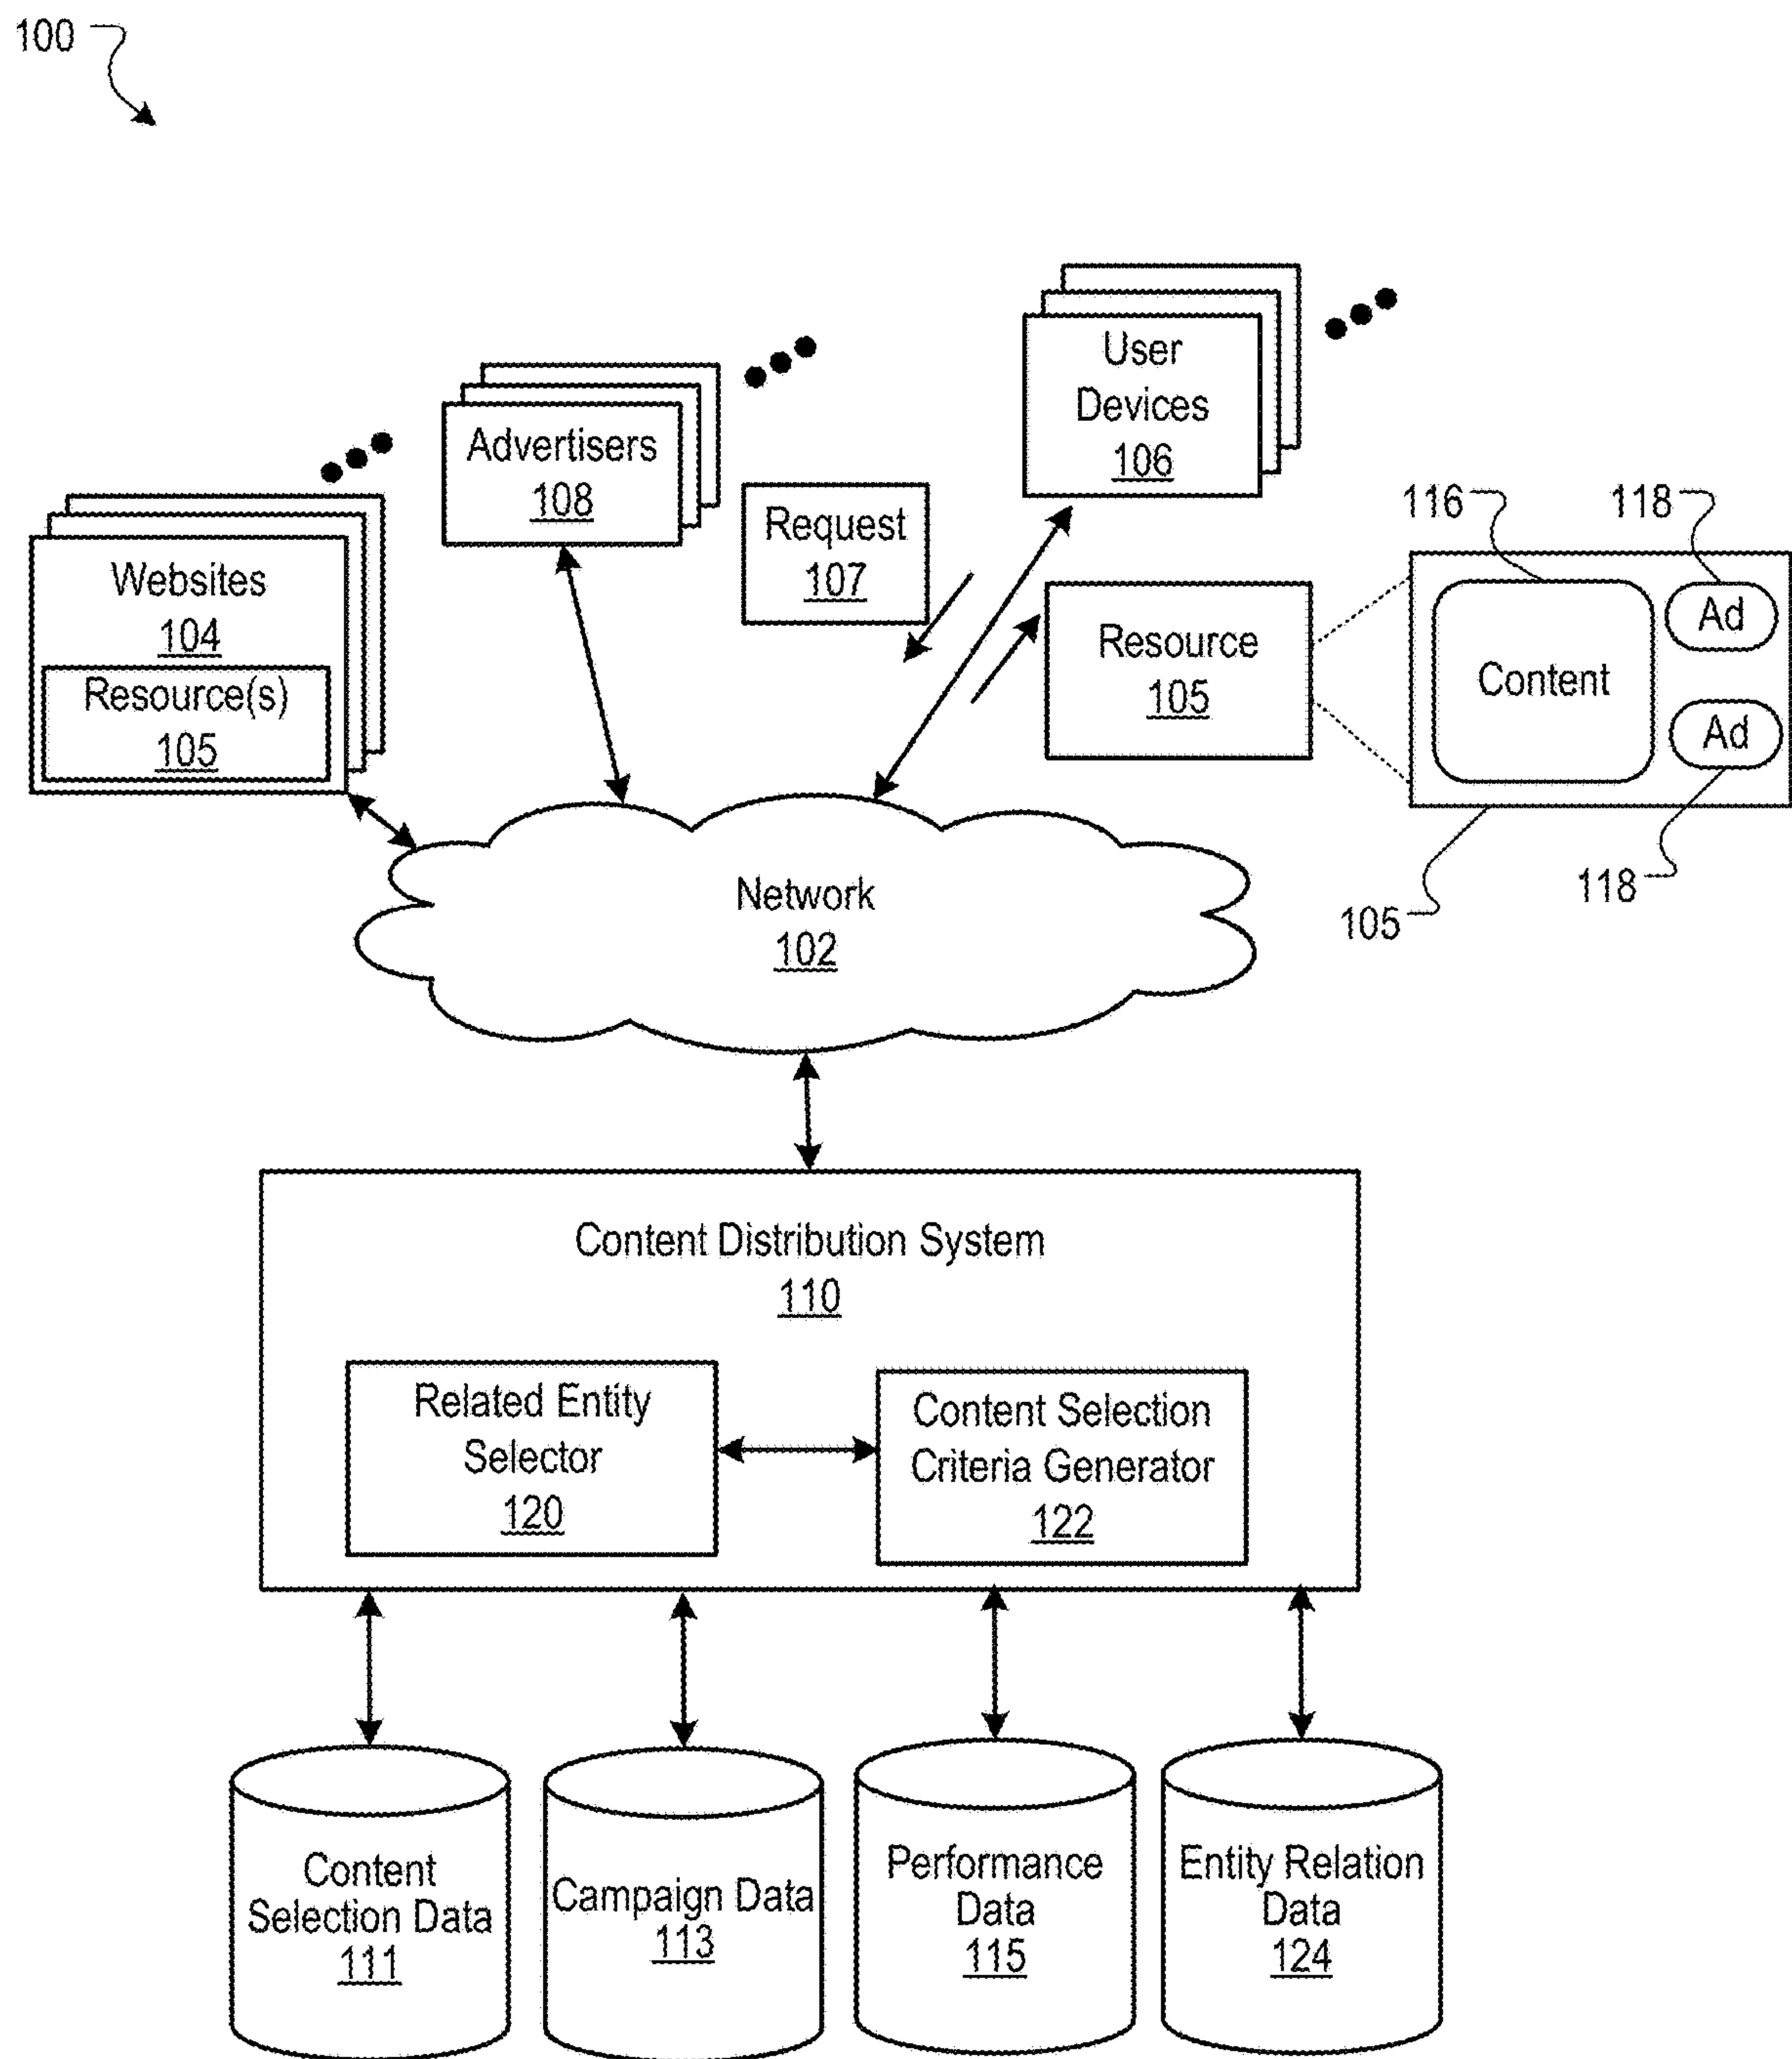 100
User
Devices
106
Advertisers
108
Request
107
116
118
Websites
104
Resource(s)
105
Resource
105
Content
Ad
Ad
118
105
Network
102
Content Distribution System
110
Related Entity
Selector
120
Content Selection
Criteria Generator
122
Content
Selection Data
111
Campaign Data
113
Performance
Data
115
Entity Relation
Data
124